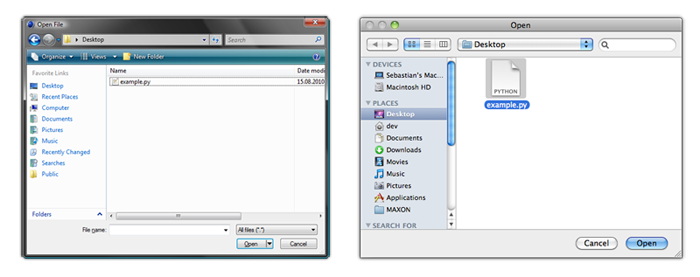 Open File
Desktop
Search
Organize
Views
New Folder
Favorite Links
Desktop
Recent Places
Computer
Documents
Pictures
Music
Recently Changed
Searches
Public
Folders
Name
Date modi
example.py
15.08.2010
File name:
All files (*.*)
Open
Cancel
Open
Desktop
DEVICES
Sebastian's Mac...
Macintosh HD
PLACES
Desktop
dev
Documents
Downloads
Movies
Music
Pictures
Applications
MAXON
SEARCH FOR
PYTHON
example.py
Cancel
Open